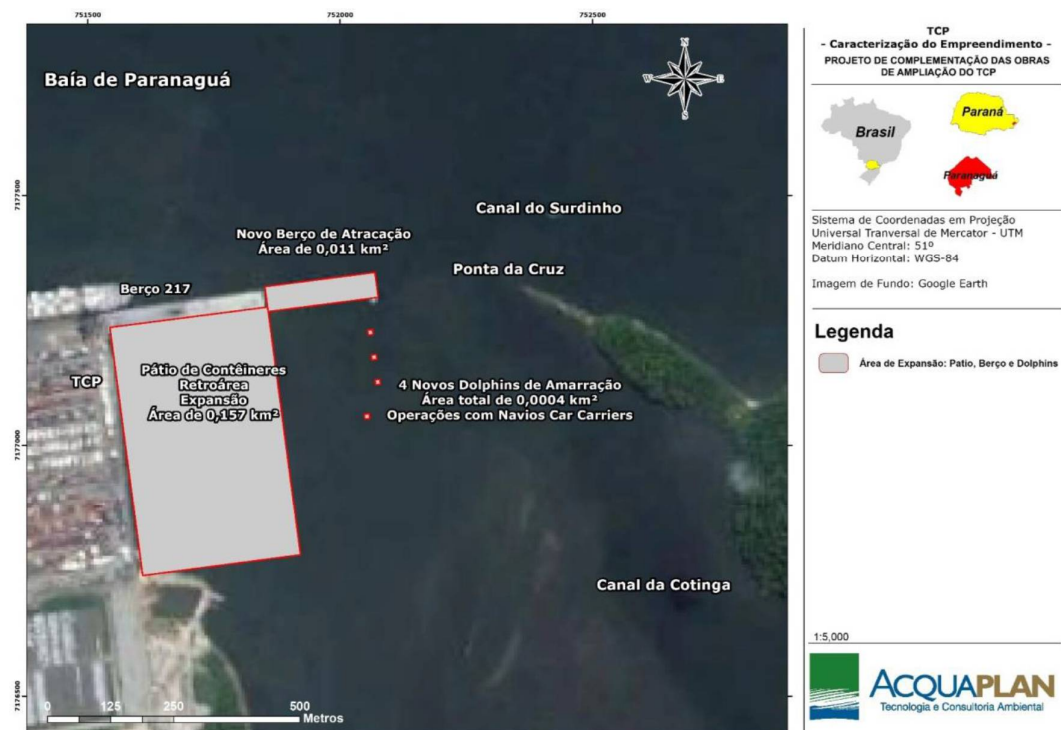 751500
752000
752500
Baía de Paranaguá
N
W
E
S
7177500
Canal do Surdinho
Novo Berço de Atracação
Área de 0,011 km²
Ponta da Cruz
Berço 217
TCP
Pátio de Contêineres
Retroárea
Expansão
Área de 0,157 km²
4 Novos Dolphins de Amarração
Área total de 0,0004 km²
Operações com Navios Car Carriers
7177000
Canal da Cotinga
7176500
0
125
250
500
Metros
TCP
- Caracterização do Empreendimento -
PROJETO DE COMPLEMENTAÇÃO DAS OBRAS
DE AMPLIAÇÃO DO TCP
Brasil
Paraná
Paranaguá
Sistema de Coordenadas em Projeção
Universal Tranversal de Mercator - UTM
Meridiano Central: 51º
Datum Horizontal: WGS-84
Imagem de Fundo: Google Earth
Legenda
Área de Expansão: Patio, Berço e Dolphins
1:5,000
ACQUAPLAN
Tecnologia e Consultoria Ambiental